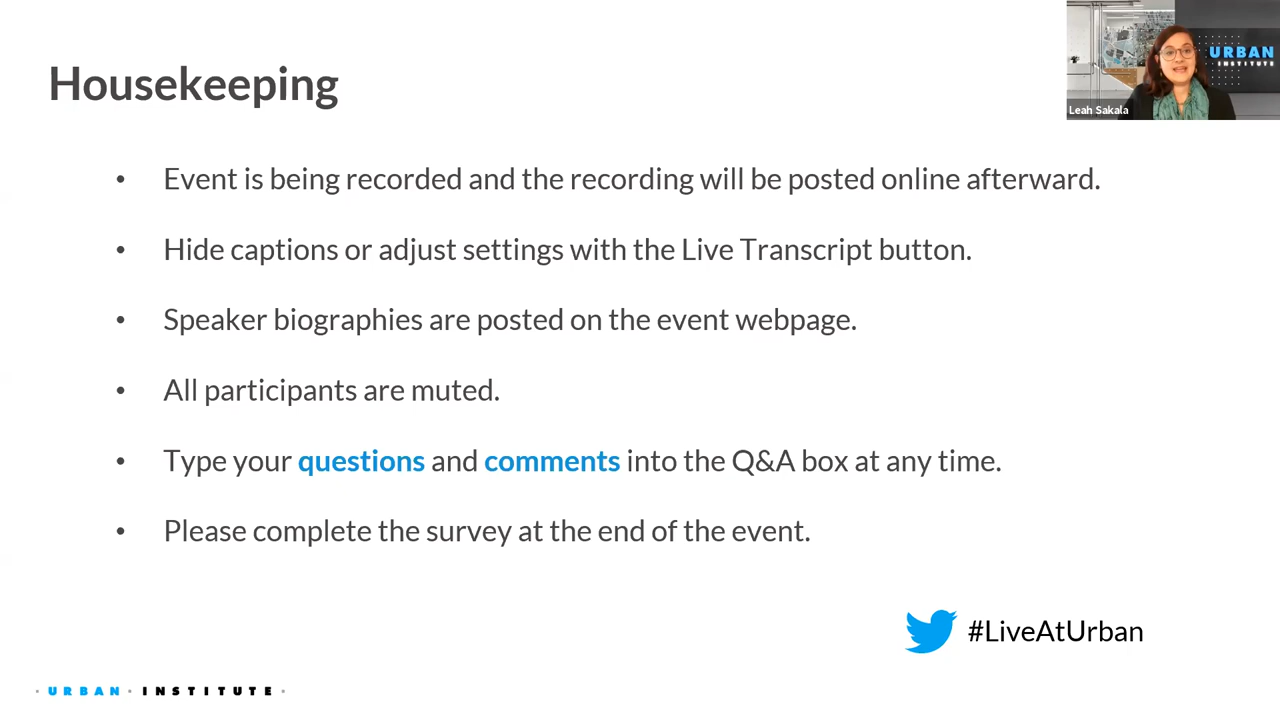 Housekeeping
URBAN
INSTITUTE
Leah Sakala
• Event is being recorded and the recording will be posted online afterward.
• Hide captions or adjust settings with the Live Transcript button.
• Speaker biographies are posted on the event webpage.
• All participants are muted.
• Type your questions and comments into the Q&A box at any time.
• Please complete the survey at the end of the event.
#LiveAtUrban
· URBAN · INSTITUTE ·